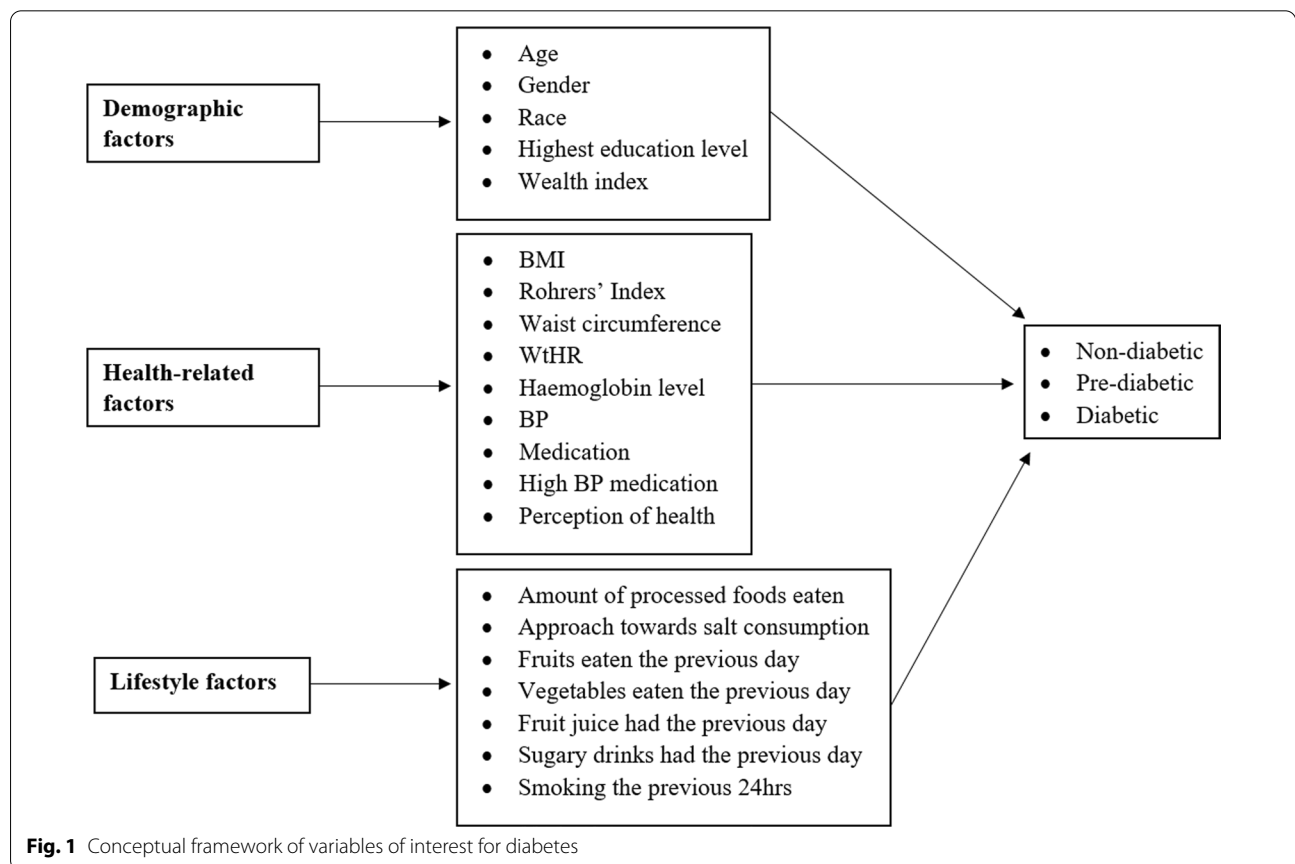 Demographic
factors
• Age
• Gender
• Race
• Highest education level
• Wealth index
Health-related
factors
• BMI
• Rohrers’ Index
• Waist circumference
• WtHR
• Haemoglobin level
• BP
• Medication
• High BP medication
• Perception of health
Lifestyle factors
• Amount of processed foods eaten
• Approach towards salt consumption
• Fruits eaten the previous day
• Vegetables eaten the previous day
• Fruit juice had the previous day
• Sugary drinks had the previous day
• Smoking the previous 24hrs
• Non-diabetic
• Pre-diabetic
• Diabetic
Fig. 1 Conceptual framework of variables of interest for diabetes